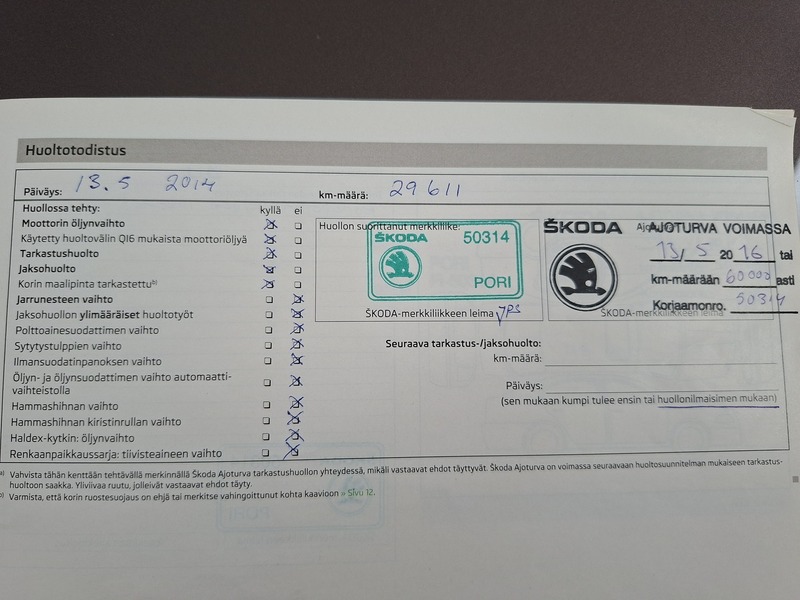 Huoltotodistus
Päiväys: 13.5 2014 km-määrä: 29 611
Huollossa tehty: kyllä ei
Moottorin öljynvaihto
Käytetty huoltovälin QI6 mukaista moottoriöljyä
Tarkastushuolto
Jaksohuolto
Korin maalipinta tarkastettu b)
Jarrunesteen vaihto
Jaksohuollon ylimääräiset huoltotyöt
Polttoainesuodattimen vaihto
Sytytystulppien vaihto
Ilmansuodatinpanoksen vaihto
Öljyn- ja öljynsuodattimen vaihto automaatti-
vaihteistolla
Hammashihnan vaihto
Hammashihnan kiristinrullan vaihto
Haldex-kytkin: öljynvaihto
Renkaanpaikkaussarja: tiivisteaineen vaihto
Huollon suorittanut merkkiliike:
ŠKODA 50314
PORI
ŠKODA-merkkiliikkeen leima
ŠKODA
AJOTURVA VOIMASSA
13/5 2016 tai
km-määrään 60 000 asti
Korjaamonro. 50314
ŠKODA-merkkiliikkeen leima
Seuraava tarkastus-/jaksohuolto:
km-määrä:
Päiväys:
(sen mukaan kumpi tulee ensin tai huollonilmaisimen mukaan)
a) Vahvista tähän kenttään tehtävällä merkinnällä Škoda Ajoturva tarkastushuollon yhteydessä, mikäli vastaavat ehdot täyttyvät. Škoda Ajoturva on voimassa seuraavaan huoltosuunnitelman mukaiseen tarkastus-
huoltoon saakka. Yliviivaa ruutu, jolleivät vastaavat ehdot täyty.
b) Varmista, että korin ruostesuojaus on ehjä tai merkitse vahingoittunut kohta kaavioon » Sivu 12.